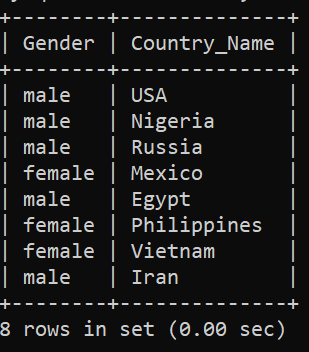 +--------+--------------+
| Gender | Country_Name |
+--------+--------------+
| male   | USA          |
| male   | Nigeria      |
| male   | Russia       |
| female | Mexico       |
| male   | Egypt        |
| female | Philippines  |
| female | Vietnam      |
| male   | Iran         |
+--------+--------------+
8 rows in set (0.00 sec)